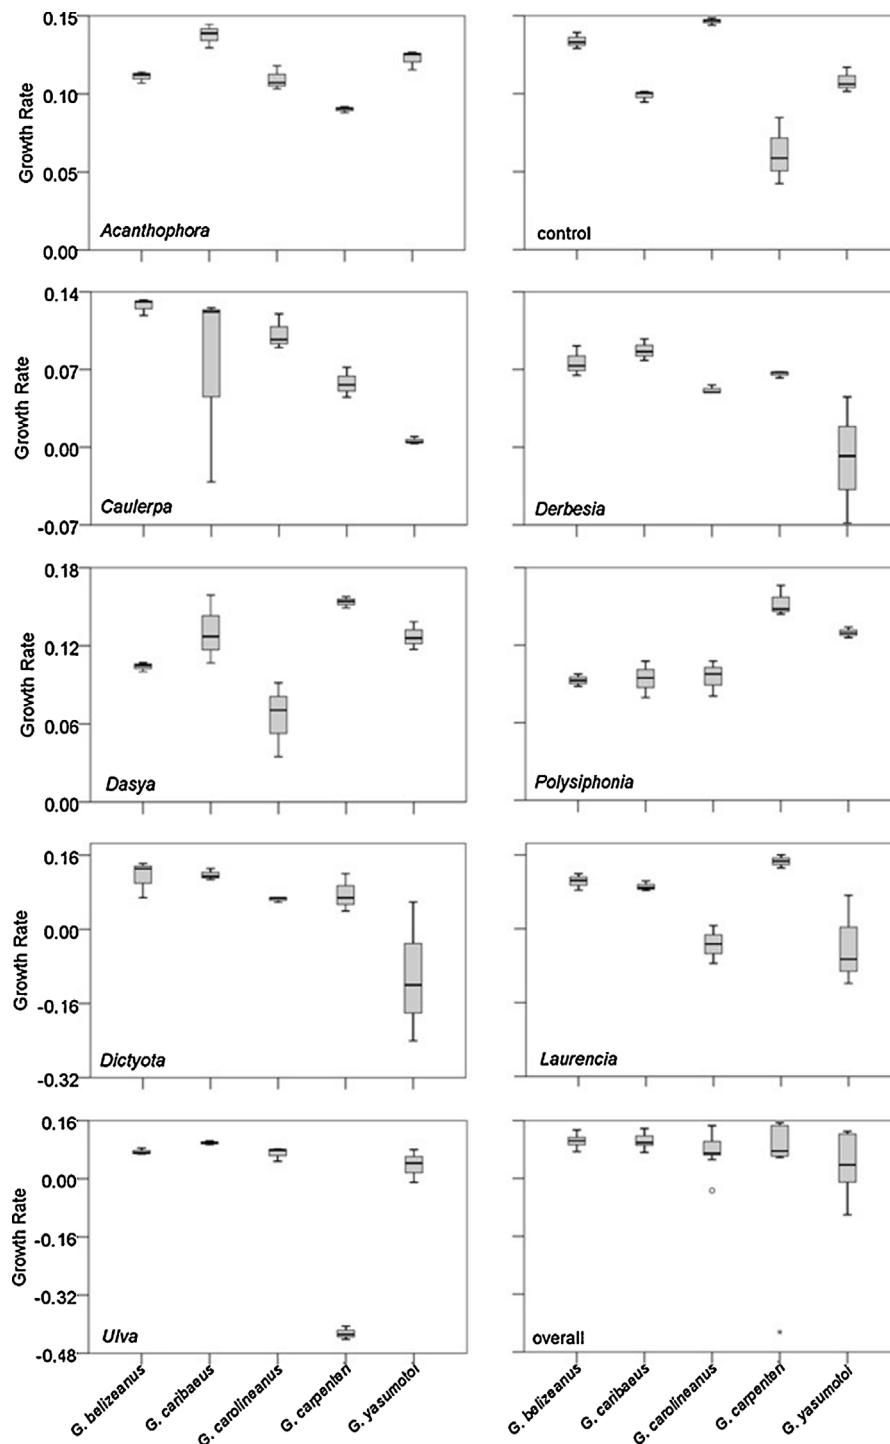 0.15
0.10
0.05
0.00
Growth Rate
Acanthophora
control
0.14
0.07
0.00
-0.07
Growth Rate
Caulerpa
Derbesia
0.18
0.12
0.06
0.00
Growth Rate
Dasya
Polysiphonia
0.16
0.00
-0.16
-0.32
Growth Rate
Dictyota
Laurencia
0.16
0.00
-0.16
-0.32
-0.48
Growth Rate
Ulva
overall
G. belizeanus
G. caribaeus
G. carolineanus
G. carpenteri
G. yasumotoi
G. belizeanus
G. caribaeus
G. carolineanus
G. carpenteri
G. yasumotoi